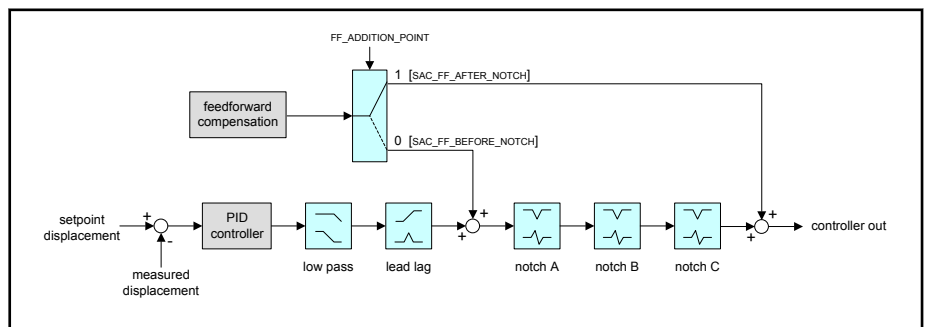 FF_ADDITION_POINT
1 [SAC_FF_AFTER_NOTCH]
feedforward
compensation
0 [SAC_FF_BEFORE_NOTCH]
setpoint
displacement
+
-
PID
controller
+
+
+
+
controller out
low pass
lead lag
notch A
notch B
notch C
measured
displacement